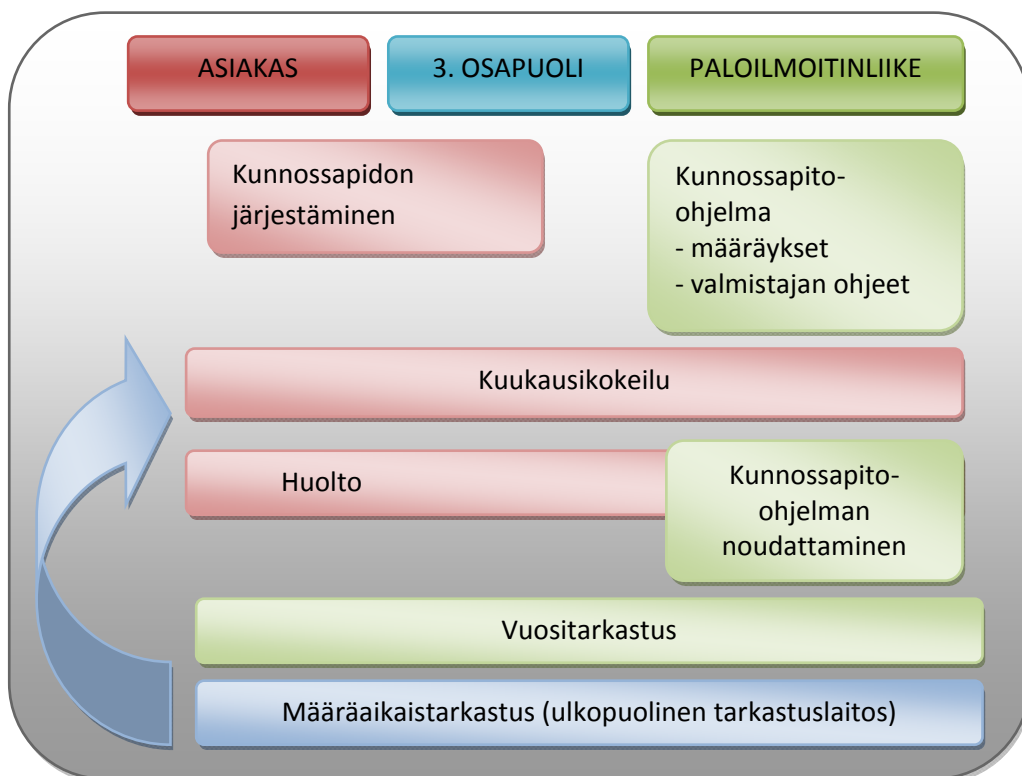 ASIAKAS
3. OSAPUOLI
PALOILMOITINLIIKE
Kunnossapidon
järjestäminen
Kunnossapito-
ohjelma
- määräykset
- valmistajan ohjeet
Kuukausikokeilu
Huolto
Kunnossapito-
ohjelman
noudattaminen
Vuositarkastus
Määräaikaistarkastus (ulkopuolinen tarkastuslaitos)